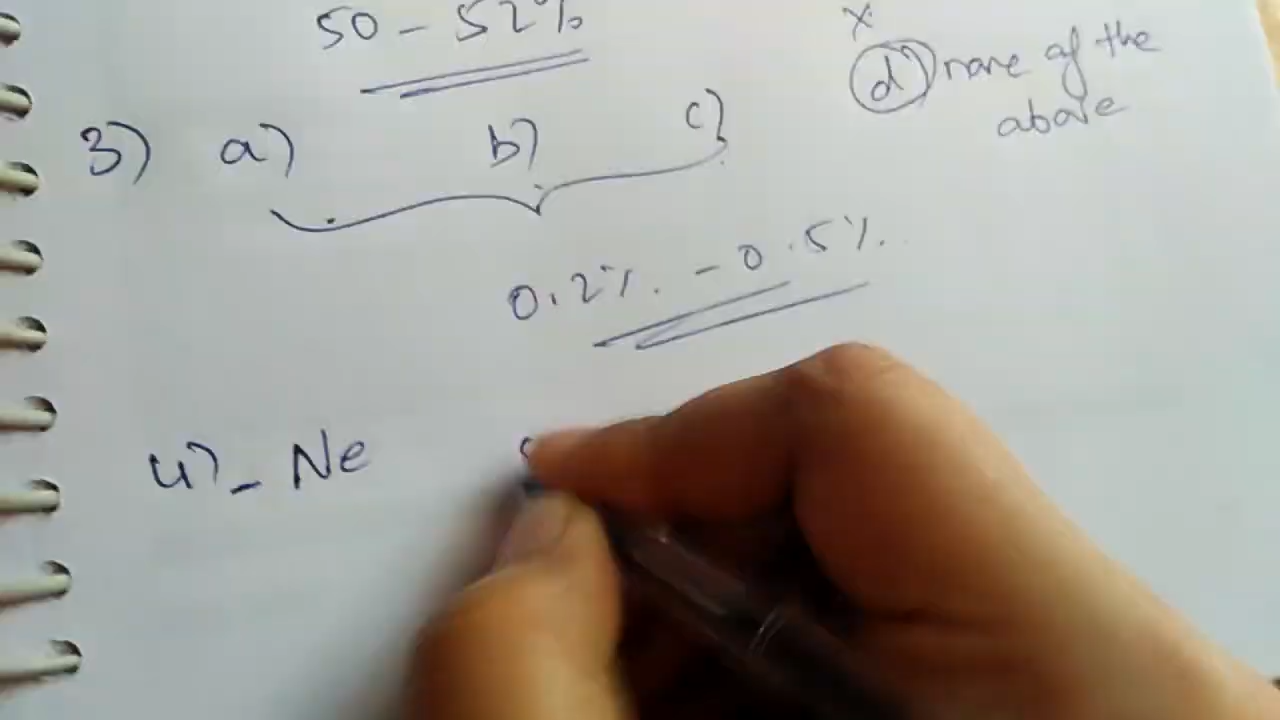 50 - 52%
x
d) none of the
above
3) a) b) c)
0.2% - 0.5%.
4) - Ne